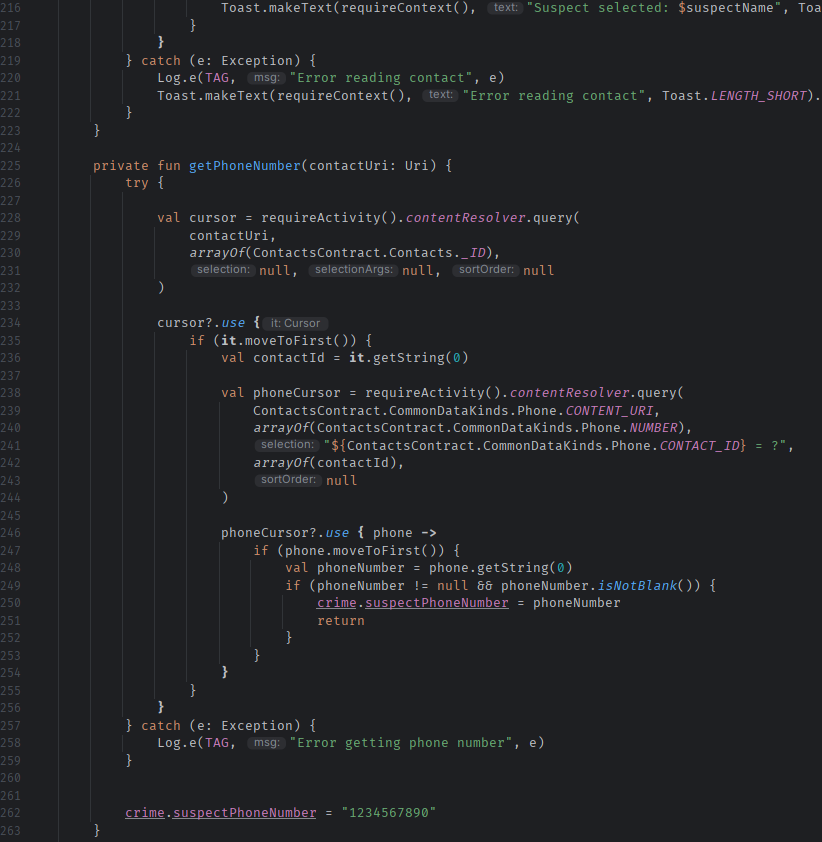 216 Toast.makeText(requireContext(), text: "Suspect selected: $suspectName", Toa
217 }
218 }
219 } catch (e: Exception) {
220 Log.e(TAG, msg: "Error reading contact", e)
221 Toast.makeText(requireContext(), text: "Error reading contact", Toast.LENGTH_SHORT).
222 }
223 }
224
225 private fun getPhoneNumber(contactUri: Uri) {
226 try {
227
228 val cursor = requireActivity().contentResolver.query(
229 contactUri,
230 arrayOf(ContactsContract.Contacts._ID),
231 selection: null, selectionArgs: null, sortOrder: null
232 )
233
234 cursor?.use { it: Cursor
235 if (it.moveToFirst()) {
236 val contactId = it.getString(0)
237
238 val phoneCursor = requireActivity().contentResolver.query(
239 ContactsContract.CommonDataKinds.Phone.CONTENT_URI,
240 arrayOf(ContactsContract.CommonDataKinds.Phone.NUMBER),
241 selection: "${ContactsContract.CommonDataKinds.Phone.CONTACT_ID} = ?",
242 arrayOf(contactId),
243 sortOrder: null
244 )
245
246 phoneCursor?.use { phone ->
247 if (phone.moveToFirst()) {
248 val phoneNumber = phone.getString(0)
249 if (phoneNumber != null && phoneNumber.isNotBlank()) {
250 crime.suspectPhoneNumber = phoneNumber
251 return
252 }
253 }
254 }
255 }
256 }
257 } catch (e: Exception) {
258 Log.e(TAG, msg: "Error getting phone number", e)
259 }
260
261
262 crime.suspectPhoneNumber = "1234567890"
263 }